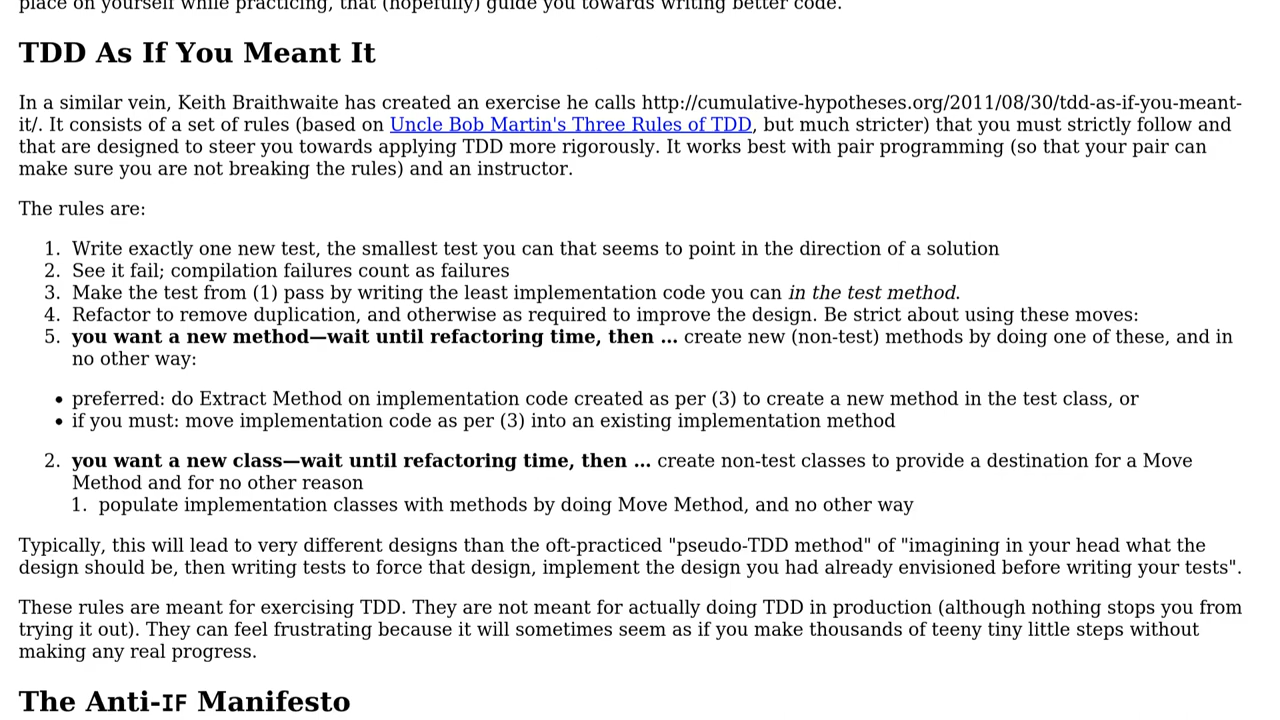 place on yourself while practicing, that (hopefully) guide you towards writing better code.
TDD As If You Meant It
In a similar vein, Keith Braithwaite has created an exercise he calls http://cumulative-hypotheses.org/2011/08/30/tdd-as-if-you-meant-
it/. It consists of a set of rules (based on Uncle Bob Martin's Three Rules of TDD, but much stricter) that you must strictly follow and
that are designed to steer you towards applying TDD more rigorously. It works best with pair programming (so that your pair can
make sure you are not breaking the rules) and an instructor.
The rules are:
1. Write exactly one new test, the smallest test you can that seems to point in the direction of a solution
2. See it fail; compilation failures count as failures
3. Make the test from (1) pass by writing the least implementation code you can in the test method.
4. Refactor to remove duplication, and otherwise as required to improve the design. Be strict about using these moves:
5. you want a new method—wait until refactoring time, then ... create new (non-test) methods by doing one of these, and in
no other way:
• preferred: do Extract Method on implementation code created as per (3) to create a new method in the test class, or
• if you must: move implementation code as per (3) into an existing implementation method
2. you want a new class—wait until refactoring time, then ... create non-test classes to provide a destination for a Move
Method and for no other reason
1. populate implementation classes with methods by doing Move Method, and no other way
Typically, this will lead to very different designs than the oft-practiced "pseudo-TDD method" of "imagining in your head what the
design should be, then writing tests to force that design, implement the design you had already envisioned before writing your tests".
These rules are meant for exercising TDD. They are not meant for actually doing TDD in production (although nothing stops you from
trying it out). They can feel frustrating because it will sometimes seem as if you make thousands of teeny tiny little steps without
making any real progress.
The Anti-IF Manifesto